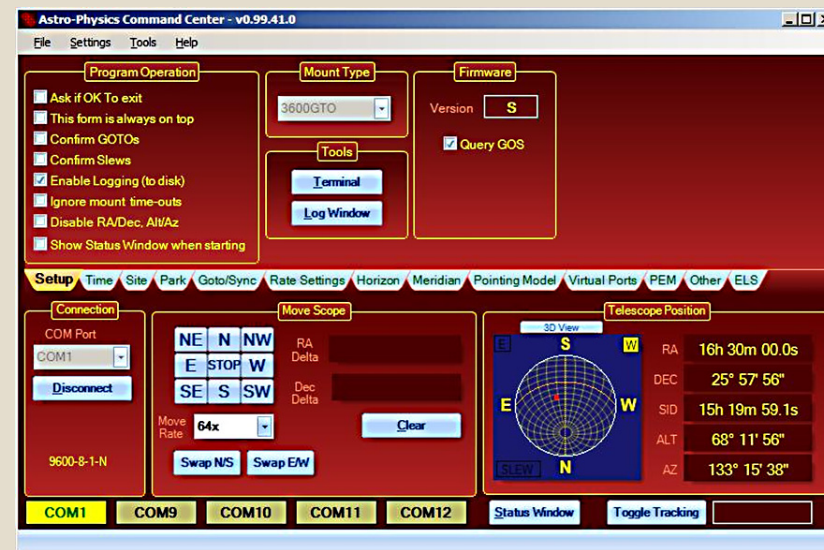 Astro-Physics Command Center - v0.99.41.0
File Settings Tools Help
Program Operation
Ask if OK To exit
This form is always on top
Confirm GOTOs
Confirm Slews
Enable Logging (to disk)
Ignore mount time-outs
Disable RA/Dec, Alt/Az
Show Status Window when starting
Mount Type
3600GTO
Tools
Terminal
Log Window
Firmware
Version S
Query GOS
Setup Time Site Park Goto/Sync Rate Settings Horizon Meridian Pointing Model Virtual Ports PEM Other ELS
Connection
COM Port
COM1
Disconnect
9600-8-1-N
Move Scope
NE N NW
E STOP W
SE S SW
RA Delta
Dec Delta
Move Rate 64x
Clear
Swap N/S Swap E/W
Telescope Position
3D View
E S W
E W
SLEW N
RA 16h 30m 00.0s
DEC 25° 57' 56"
SID 15h 19m 59.1s
ALT 68° 11' 56"
AZ 133° 15' 38"
COM1 COM9 COM10 COM11 COM12 Status Window Toggle Tracking